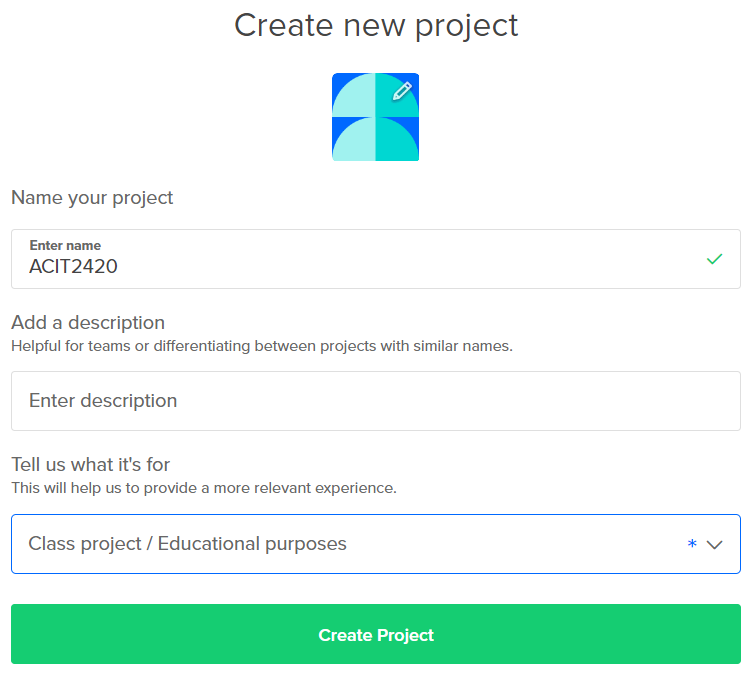 Create new project
Name your project
Enter name
ACIT2420
Add a description
Helpful for teams or differentiating between projects with similar names.
Enter description
Tell us what it's for
This will help us to provide a more relevant experience.
Class project / Educational purposes *
Create Project